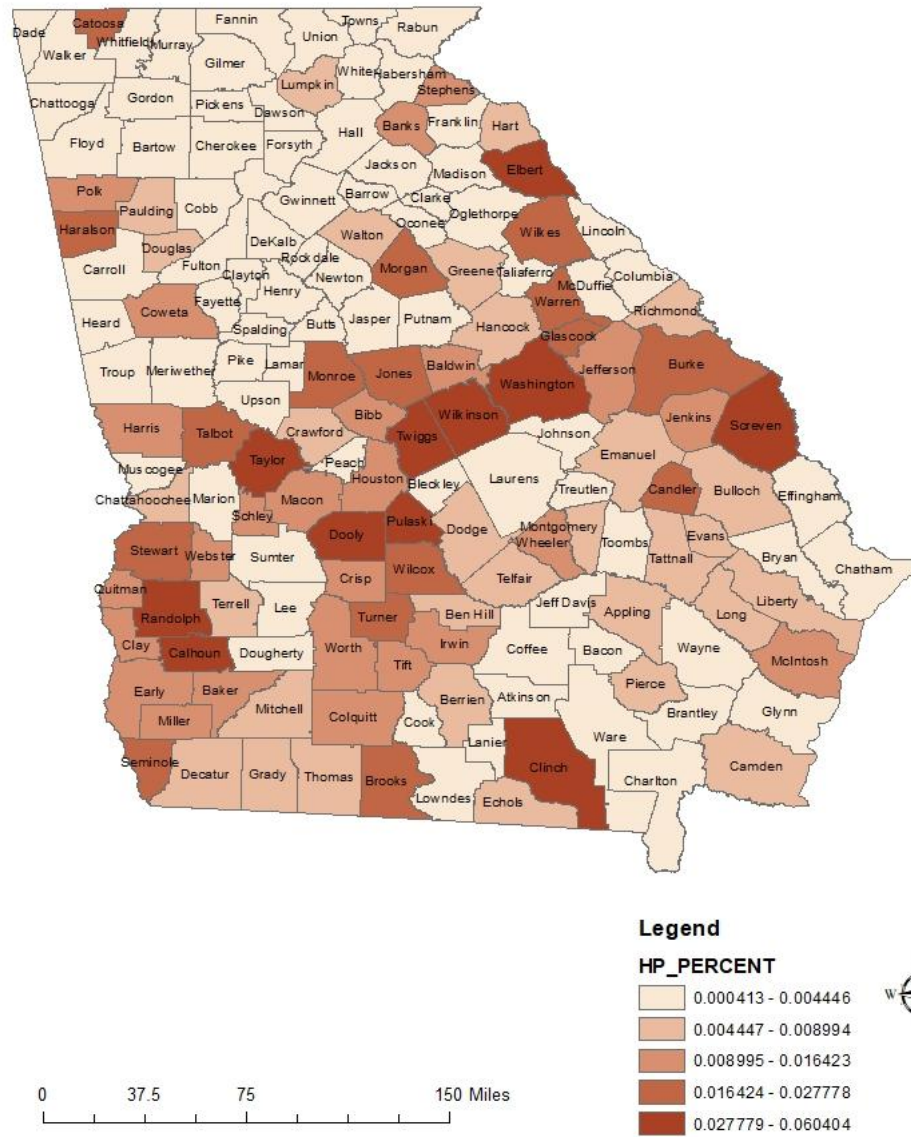 Fannin
Towns
Rabun
Catoosa
Union
Dade
Whitfield
Murray
Walker
Gilmer
White
Habersham
Lumpkin
Stephens
Chattooga
Gordon
Pickens
Dawson
Banks
Franklin
Hart
Hall
Floyd
Bartow
Cherokee
Forsyth
Jackson
Madison
Elbert
Polk
Paulding
Cobb
Gwinnett
Barrow
Clarke
Oconee
Oglethorpe
Haralson
Wilkes
Lincoln
Douglas
DeKalb
Walton
Carroll
Fulton
Rockdale
Morgan
Greene
Taliaferro
Columbia
Clayton
Newton
McDuffie
Henry
Warren
Fayette
Richmond
Coweta
Heard
Spalding
Butts
Jasper
Putnam
Hancock
Glascock
Troup
Meriwether
Pike
Lamar
Monroe
Jones
Baldwin
Washington
Jefferson
Burke
Upson
Wilkinson
Harris
Talbot
Bibb
Jenkins
Screven
Crawford
Twiggs
Johnson
Taylor
Peach
Emanuel
Muscogee
Houston
Bleckley
Laurens
Treutlen
Candler
Bulloch
Effingham
Chattahoochee
Marion
Macon
Schley
Dooly
Pulaski
Dodge
Montgomery
Wheeler
Toombs
Evans
Tattnall
Bryan
Chatham
Stewart
Webster
Sumter
Wilcox
Crisp
Telfair
Quitman
Terrell
Lee
Jeff Davis
Appling
Long
Liberty
Randolph
Turner
Ben Hill
Clay
Calhoun
Dougherty
Worth
Irwin
Coffee
Bacon
Wayne
McIntosh
Tift
Early
Baker
Mitchell
Berrien
Atkinson
Pierce
Miller
Colquitt
Cook
Brantley
Glynn
Lanier
Ware
Seminole
Decatur
Grady
Thomas
Brooks
Clinch
Charlton
Camden
Lowndes
Echols
Legend
HP_PERCENT
0.000413 - 0.004446
0.004447 - 0.008994
0.008995 - 0.016423
0.016424 - 0.027778
0.027779 - 0.060404
W
0 37.5 75 150 Miles